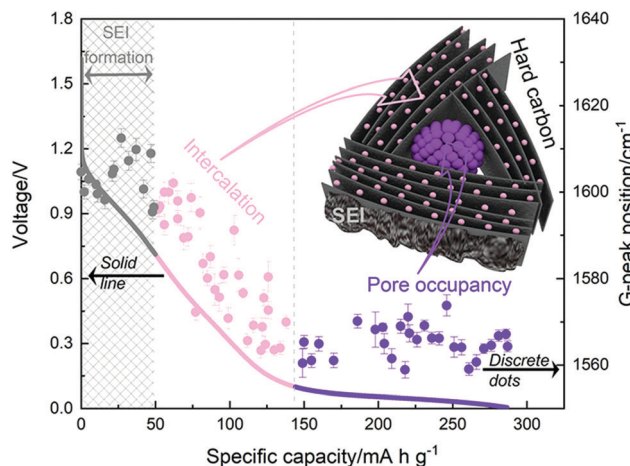 1.8
1.5
1.2
0.9
0.6
0.3
0.0
Voltage/V
SEI
formation
Intercalation
Hard carbon
SEI
Pore occupancy
Solid
line
Discrete
dots
1640
1620
1600
1580
1560
G-peak position/cm⁻¹
0 50 100 150 200 250 300
Specific capacity/mA h g⁻¹